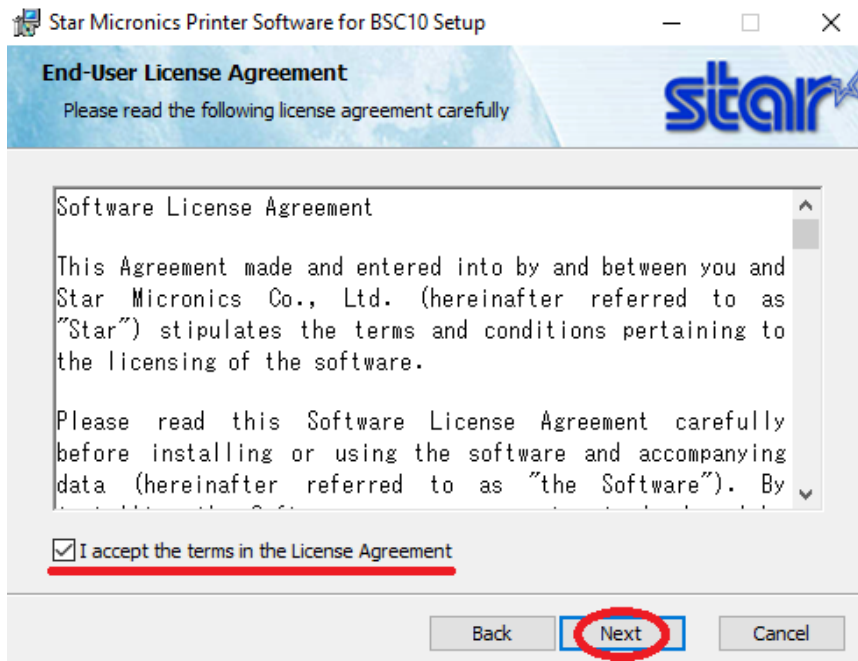 Star Micronics Printer Software for BSC10 Setup
End-User License Agreement
Please read the following license agreement carefully
star
Software License Agreement
This Agreement made and entered into by and between you and
Star Micronics Co., Ltd. (hereinafter referred to as
"Star") stipulates the terms and conditions pertaining to
the licensing of the software.
Please read this Software License Agreement carefully
before installing or using the software and accompanying
data (hereinafter referred to as "the Software"). By
I accept the terms in the License Agreement
Back
Next
Cancel